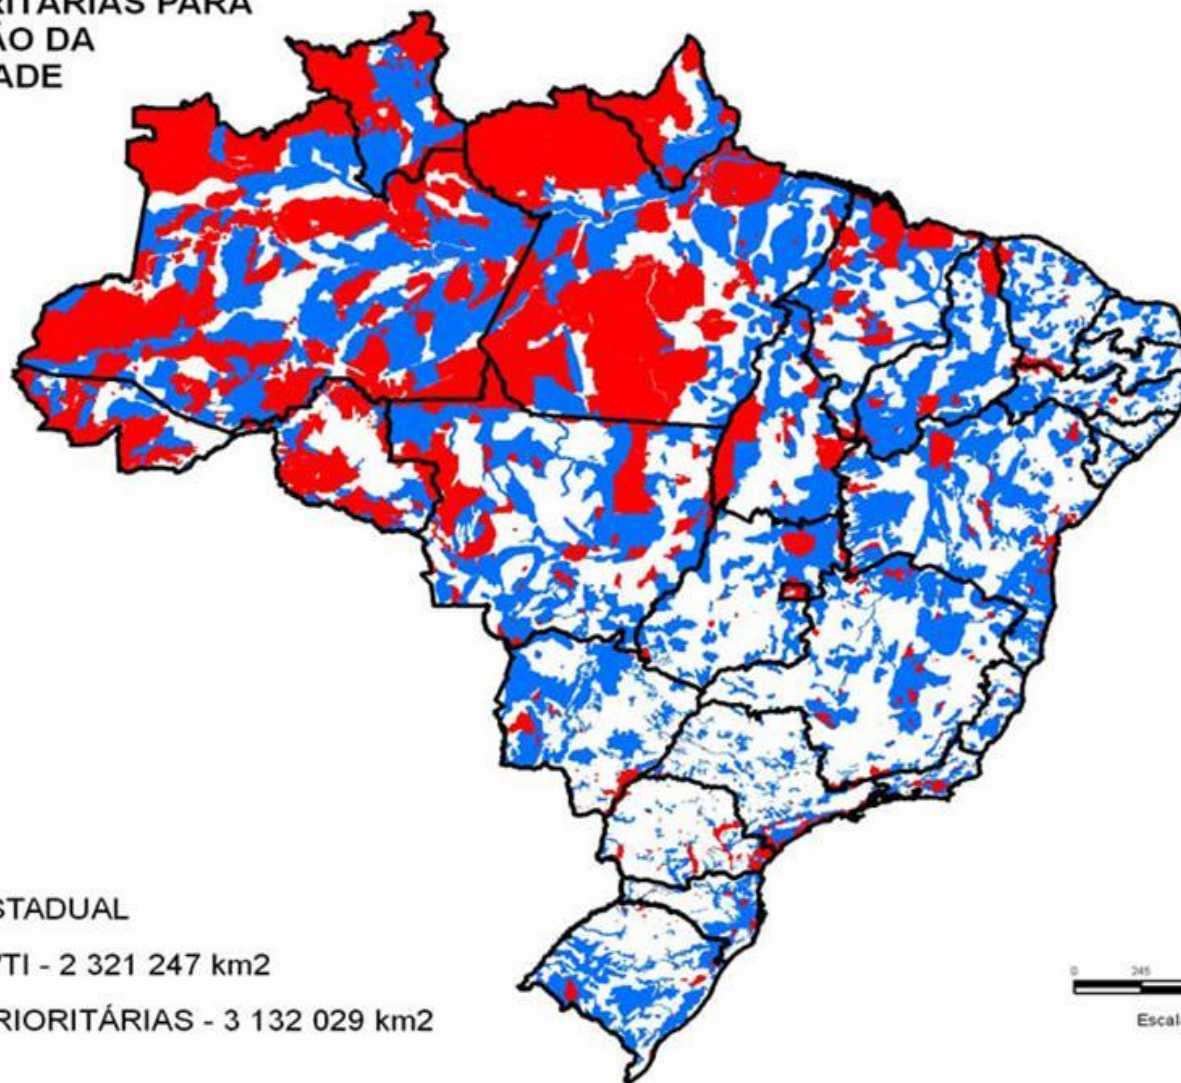 RITÁRIAS PARA
ÃO DA
ADE
STADUAL
/TI - 2 321 247 km2
RIORITÁRIAS - 3 132 029 km2
0 245
Escal